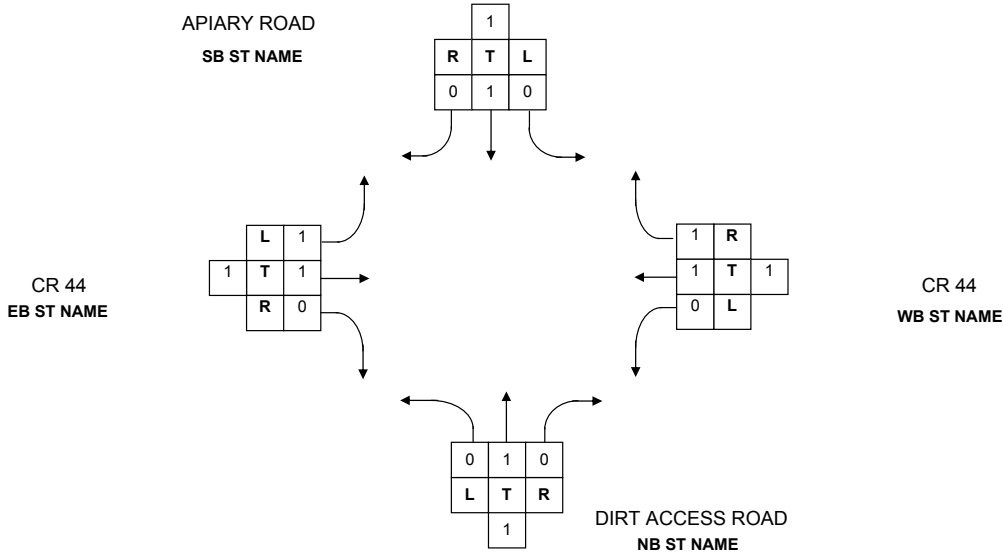 APIARY ROAD
SB ST NAME
1
R T L
0 1 0
CR 44
EB ST NAME
L 1
1 T 1
R 0
1 R
1 T 1
0 L
CR 44
WB ST NAME
0 1 0
L T R
1
DIRT ACCESS ROAD
NB ST NAME